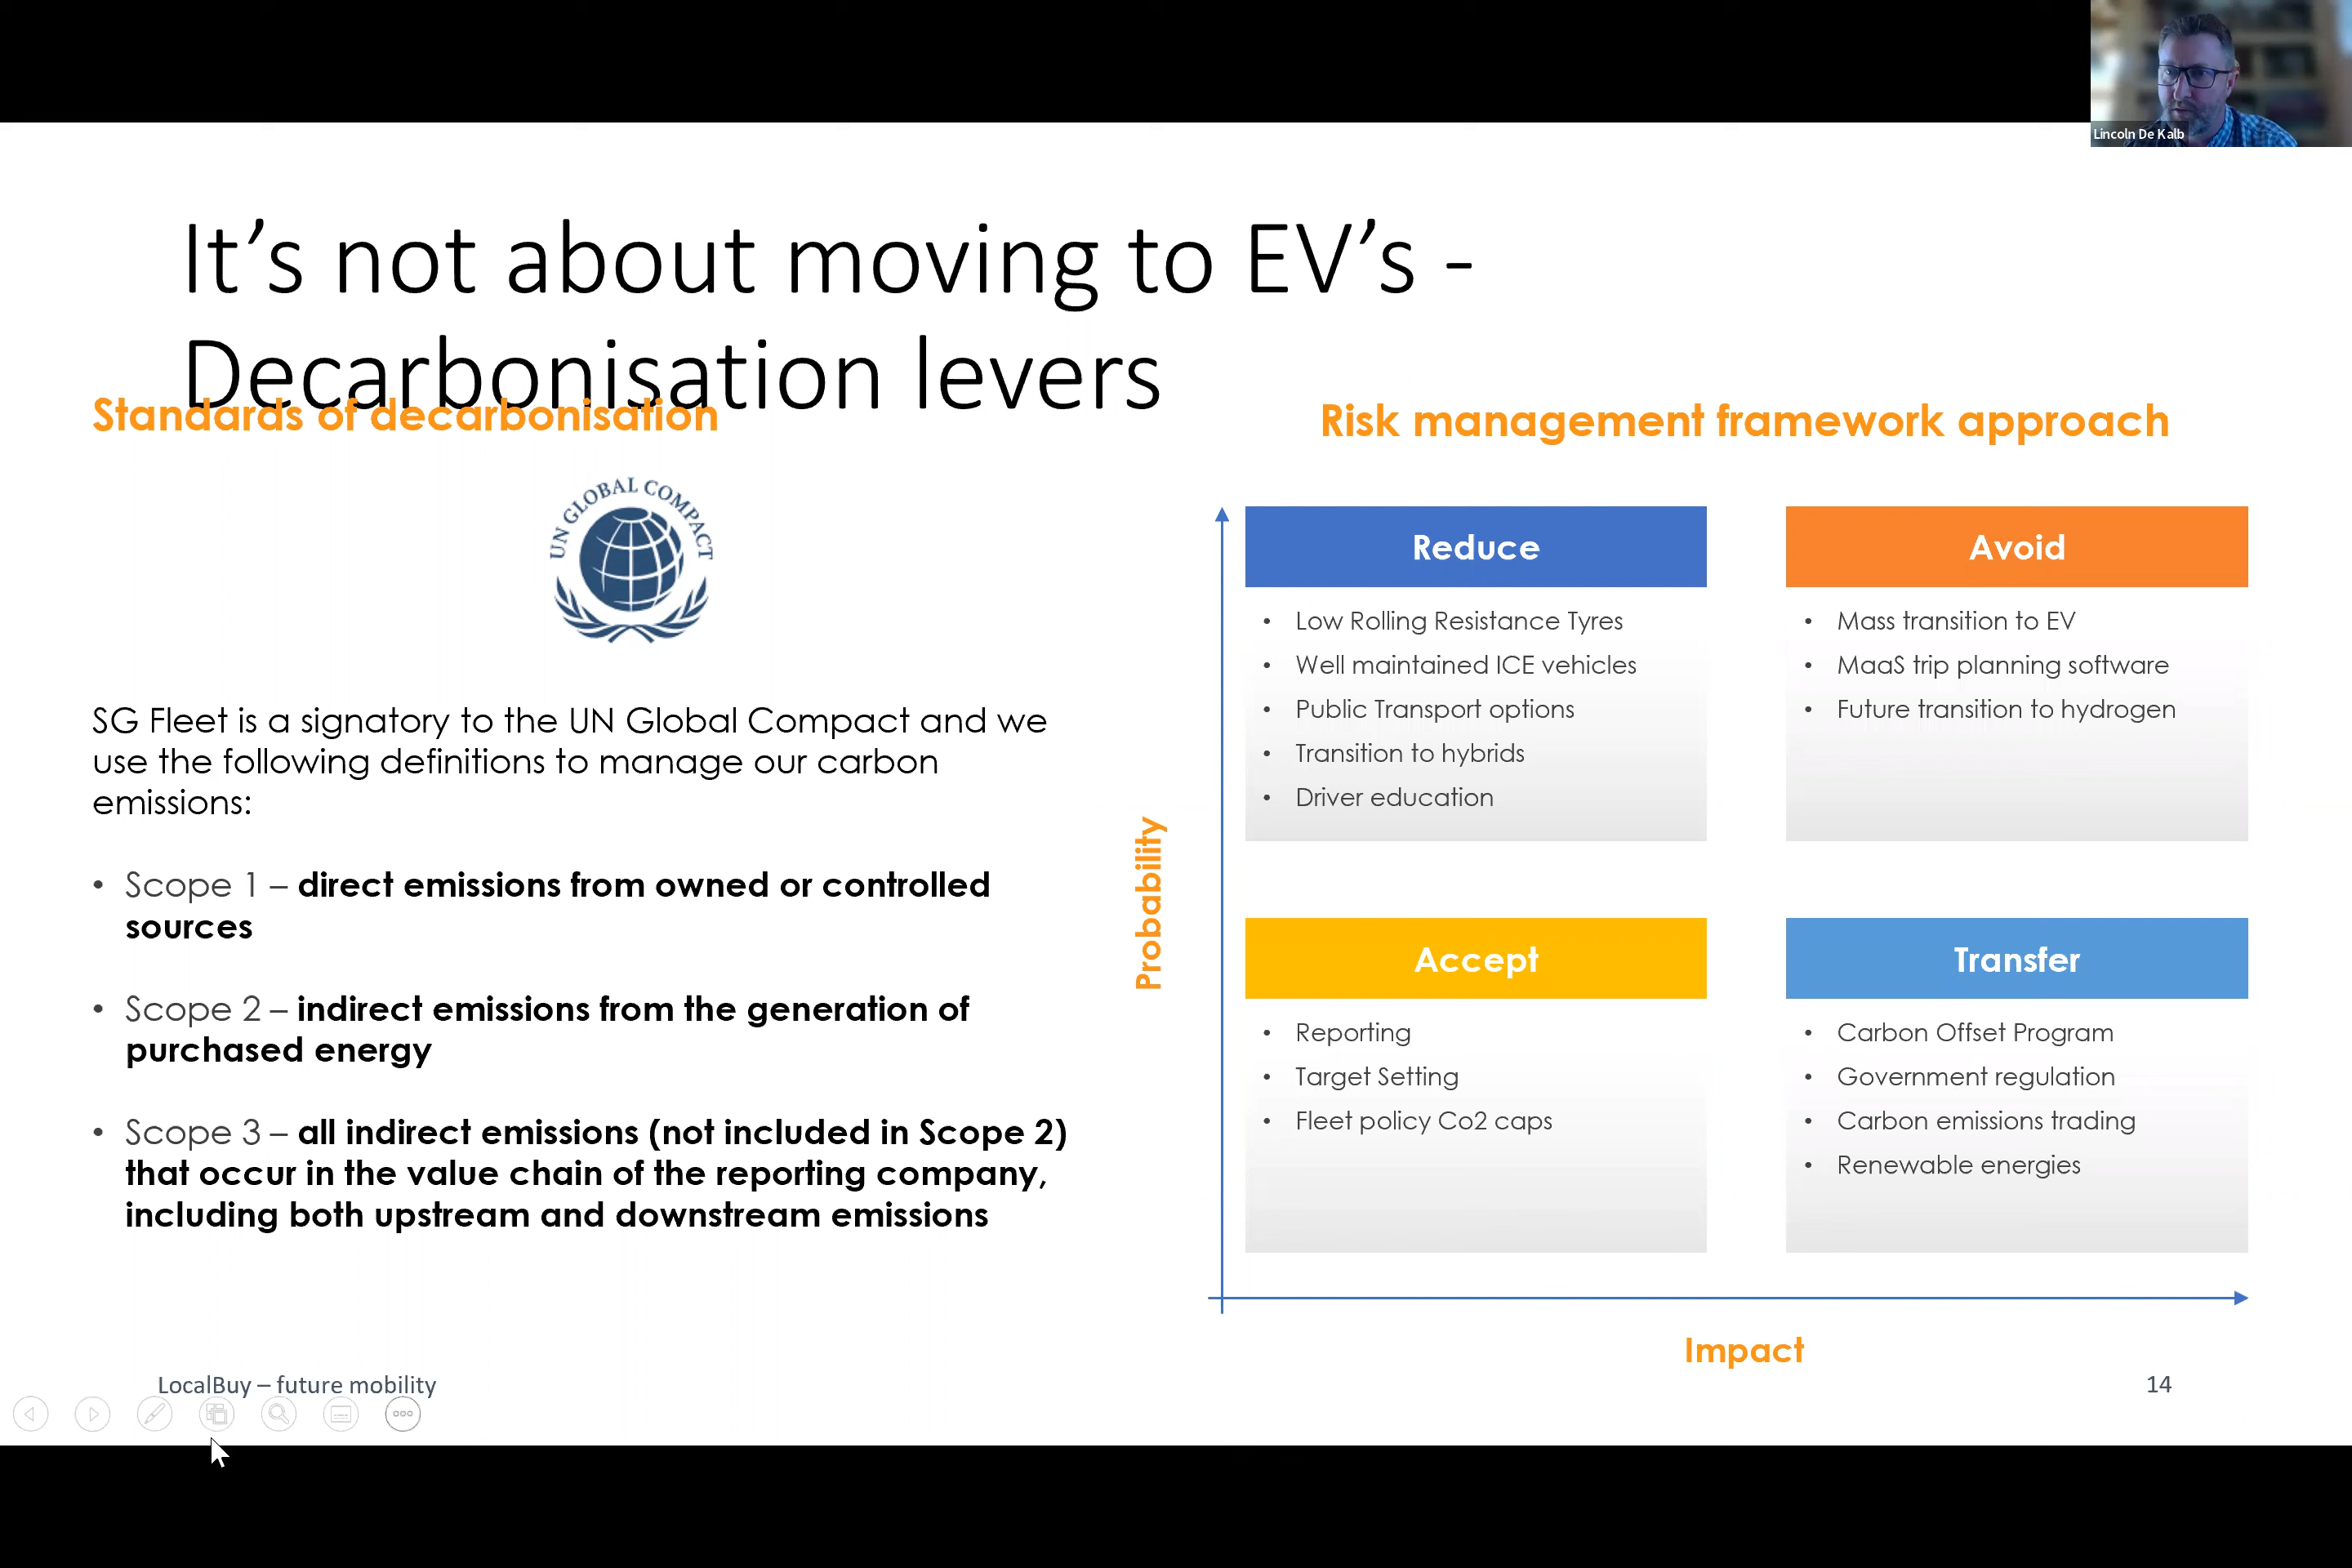 Lincoln De Kalb
It’s not about moving to EV’s -
Decarbonisation levers
Standards of decarbonisation
UN GLOBAL COMPACT
SG Fleet is a signatory to the UN Global Compact and we
use the following definitions to manage our carbon
emissions:
• Scope 1 – direct emissions from owned or controlled
sources
• Scope 2 – indirect emissions from the generation of
purchased energy
• Scope 3 – all indirect emissions (not included in Scope 2)
that occur in the value chain of the reporting company,
including both upstream and downstream emissions
Risk management framework approach
Probability
Reduce
• Low Rolling Resistance Tyres
• Well maintained ICE vehicles
• Public Transport options
• Transition to hybrids
• Driver education
Avoid
• Mass transition to EV
• MaaS trip planning software
• Future transition to hydrogen
Accept
• Reporting
• Target Setting
• Fleet policy Co2 caps
Transfer
• Carbon Offset Program
• Government regulation
• Carbon emissions trading
• Renewable energies
Impact
LocalBuy – future mobility
14